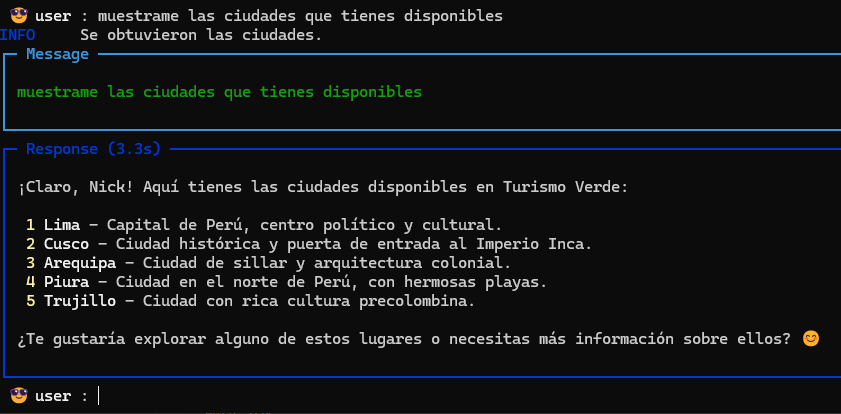 😎 user : muestrame las ciudades que tienes disponibles
INFO Se obtuvieron las ciudades.
Message
muestrame las ciudades que tienes disponibles
Response (3.3s)
¡Claro, Nick! Aquí tienes las ciudades disponibles en Turismo Verde:
1 Lima – Capital de Perú, centro político y cultural.
2 Cusco – Ciudad histórica y puerta de entrada al Imperio Inca.
3 Arequipa – Ciudad de sillar y arquitectura colonial.
4 Piura – Ciudad en el norte de Perú, con hermosas playas.
5 Trujillo – Ciudad con rica cultura precolombina.
¿Te gustaría explorar alguno de estos lugares o necesitas más información sobre ellos? 😊
😎 user :